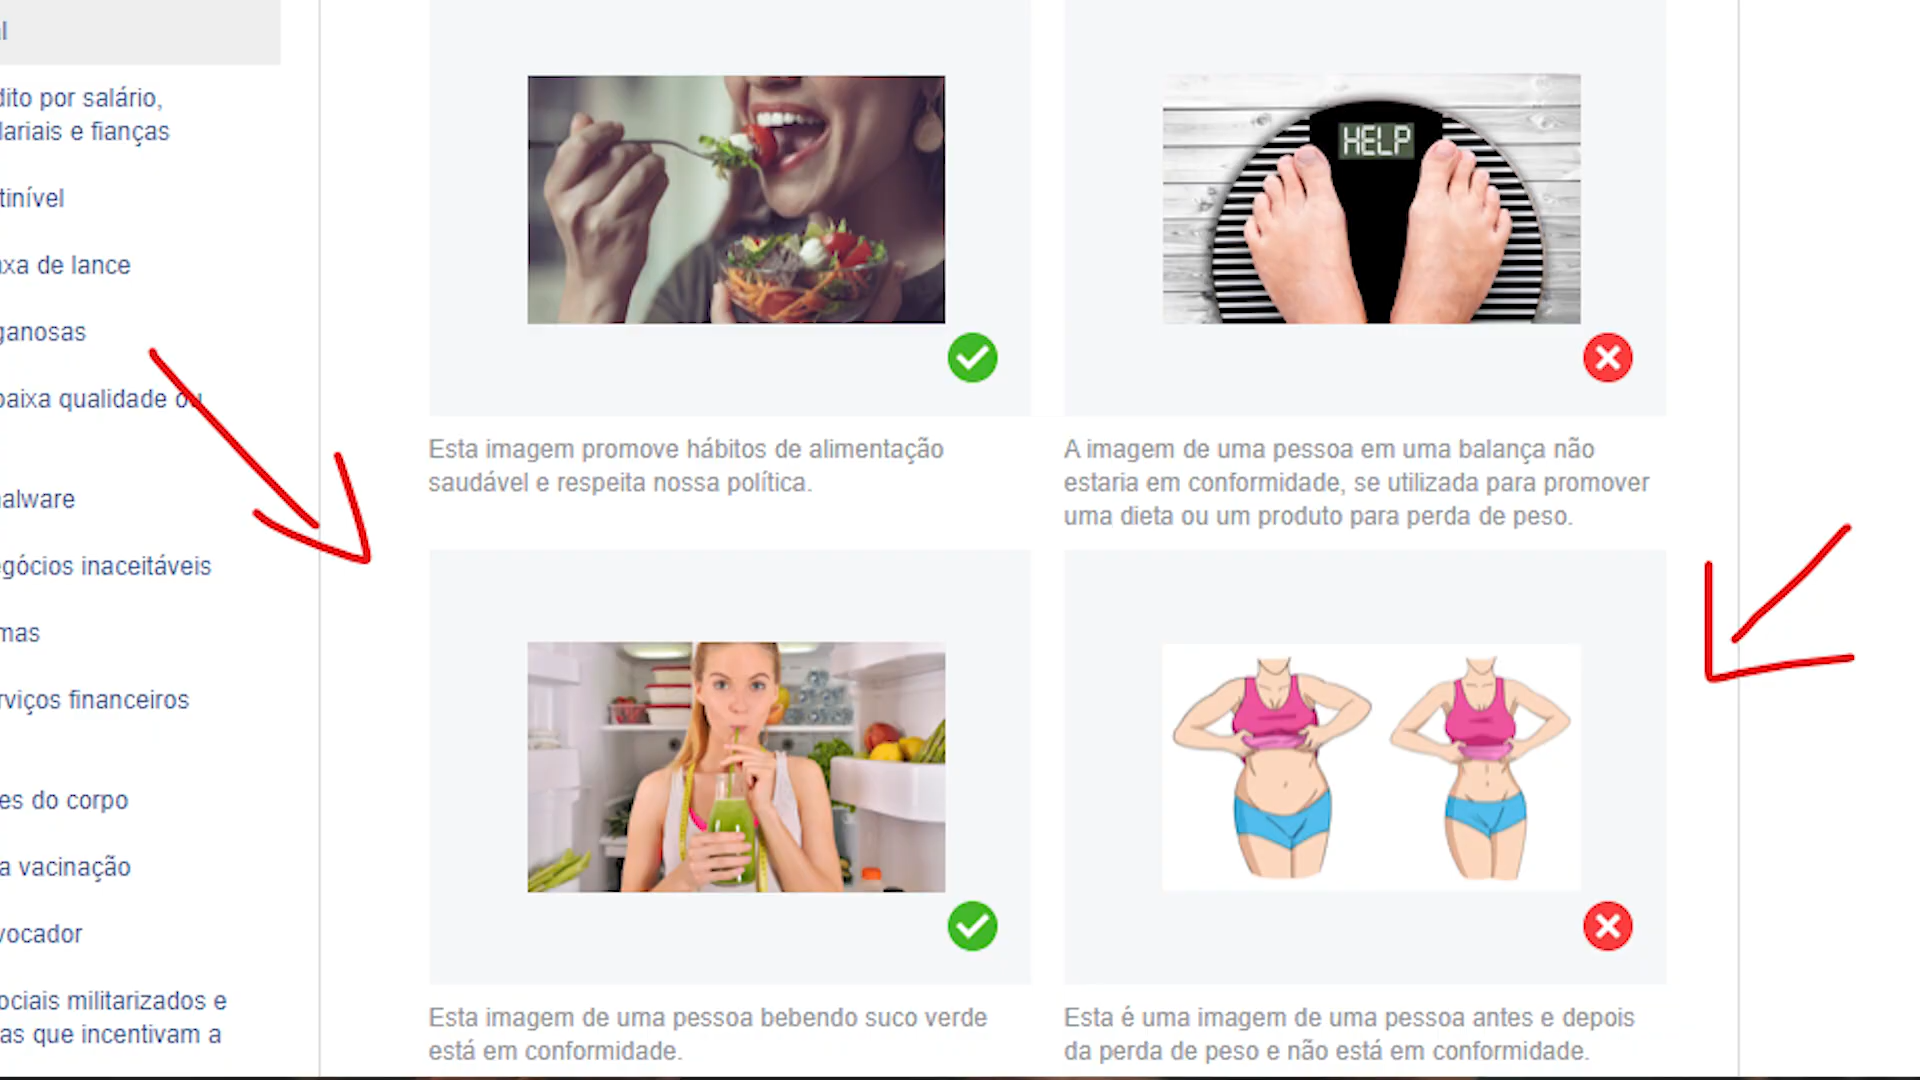 l
dito por salário,
lariais e fianças
tinível
xa de lance
ganosas
baixa qualidade ou
alware
gócios inaceitáveis
mas
rviços financeiros
es do corpo
a vacinação
vocador
ociais militarizados e
as que incentivam a
HELP
Esta imagem promove hábitos de alimentação
saudável e respeita nossa política.
A imagem de uma pessoa em uma balança não
estaria em conformidade, se utilizada para promover
uma dieta ou um produto para perda de peso.
Esta imagem de uma pessoa bebendo suco verde
está em conformidade.
Esta é uma imagem de uma pessoa antes e depois
da perda de peso e não está em conformidade.